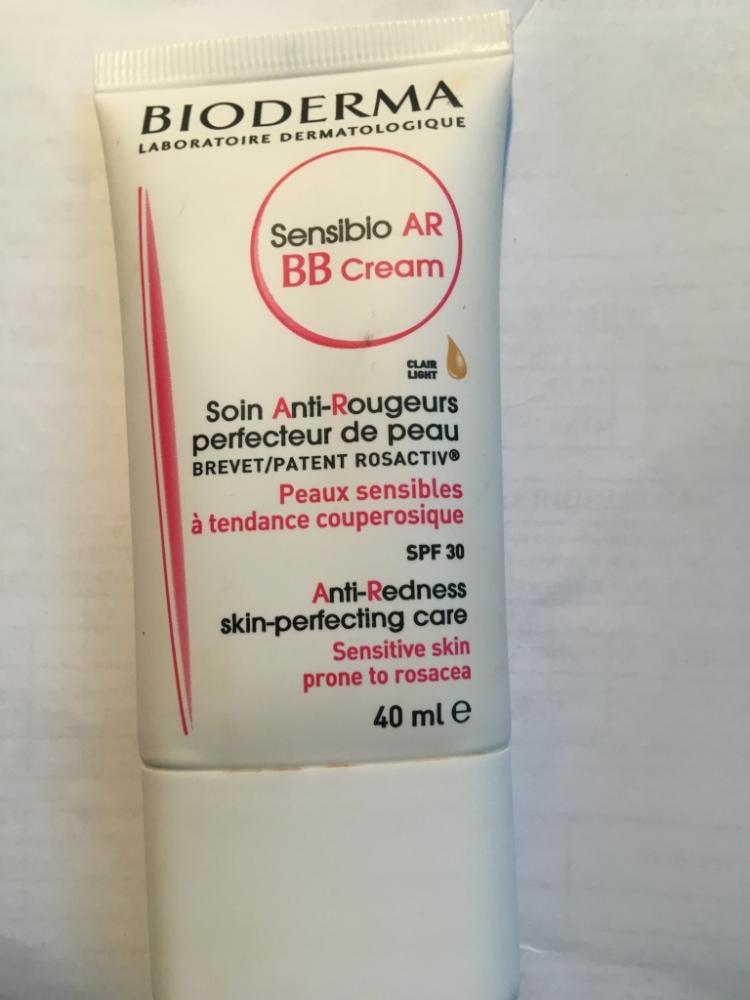 BIODERMA
LABORATOIRE DERMATOLOGIQUE
Sensibio AR
BB Cream
CLAIR
LIGHT
Soin Anti-Rougeurs
perfecteur de peau
BREVET/PATENT ROSACTIV®
Peaux sensibles
à tendance couperosique
SPF 30
Anti-Redness
skin-perfecting care
Sensitive skin
prone to rosacea
40 ml e